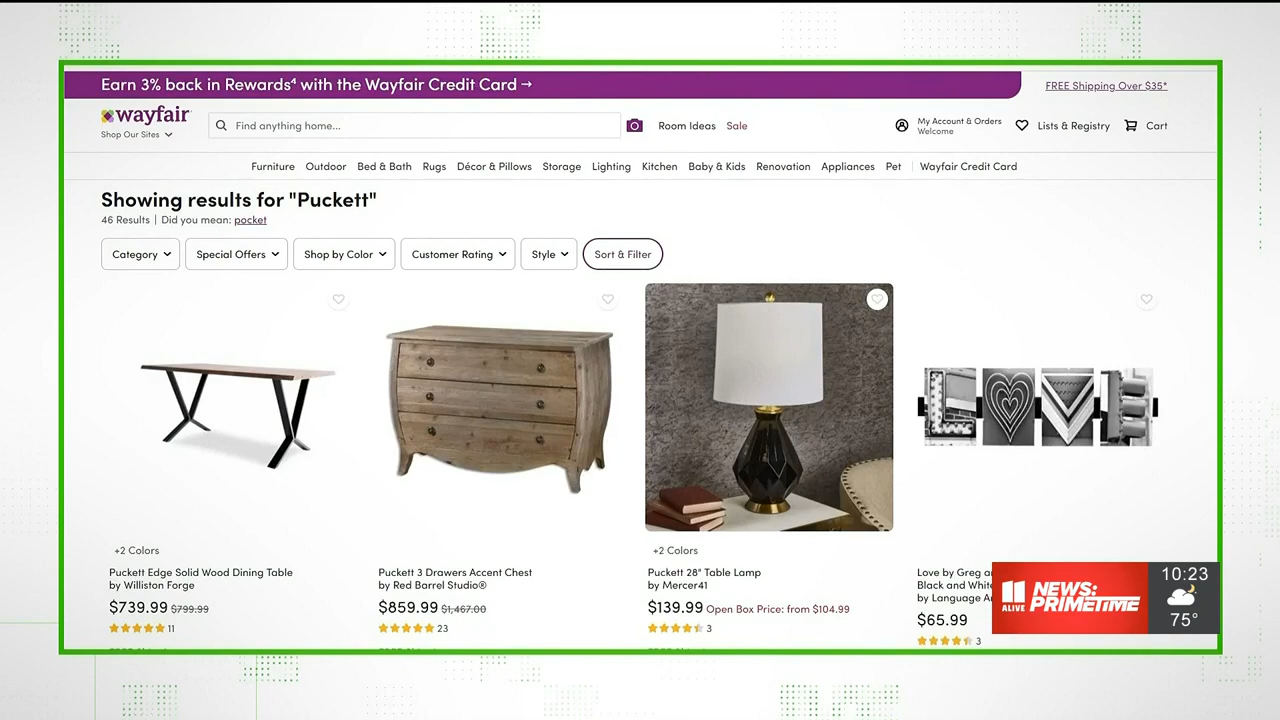 Earn 3% back in Rewards⁴ with the Wayfair Credit Card →
FREE Shipping Over $35*
wayfair
Shop Our Sites
Find anything home...
Room Ideas
Sale
My Account & Orders
Welcome
Lists & Registry
Cart
Furniture Outdoor Bed & Bath Rugs Décor & Pillows Storage Lighting Kitchen Baby & Kids Renovation Appliances Pet | Wayfair Credit Card
Showing results for "Puckett"
46 Results | Did you mean: pocket
Category Special Offers Shop by Color Customer Rating Style Sort & Filter
+2 Colors
Puckett Edge Solid Wood Dining Table
by Williston Forge
$739.99 $799.99
11
Puckett 3 Drawers Accent Chest
by Red Barrel Studio®
$859.99 $1,467.00
23
+2 Colors
Puckett 28" Table Lamp
by Mercer41
$139.99 Open Box Price: from $104.99
3
Love by Greg
Black and White
by Language
$65.99
3
11 ALIVE
NEWS:
PRIMETIME
10:23
75°